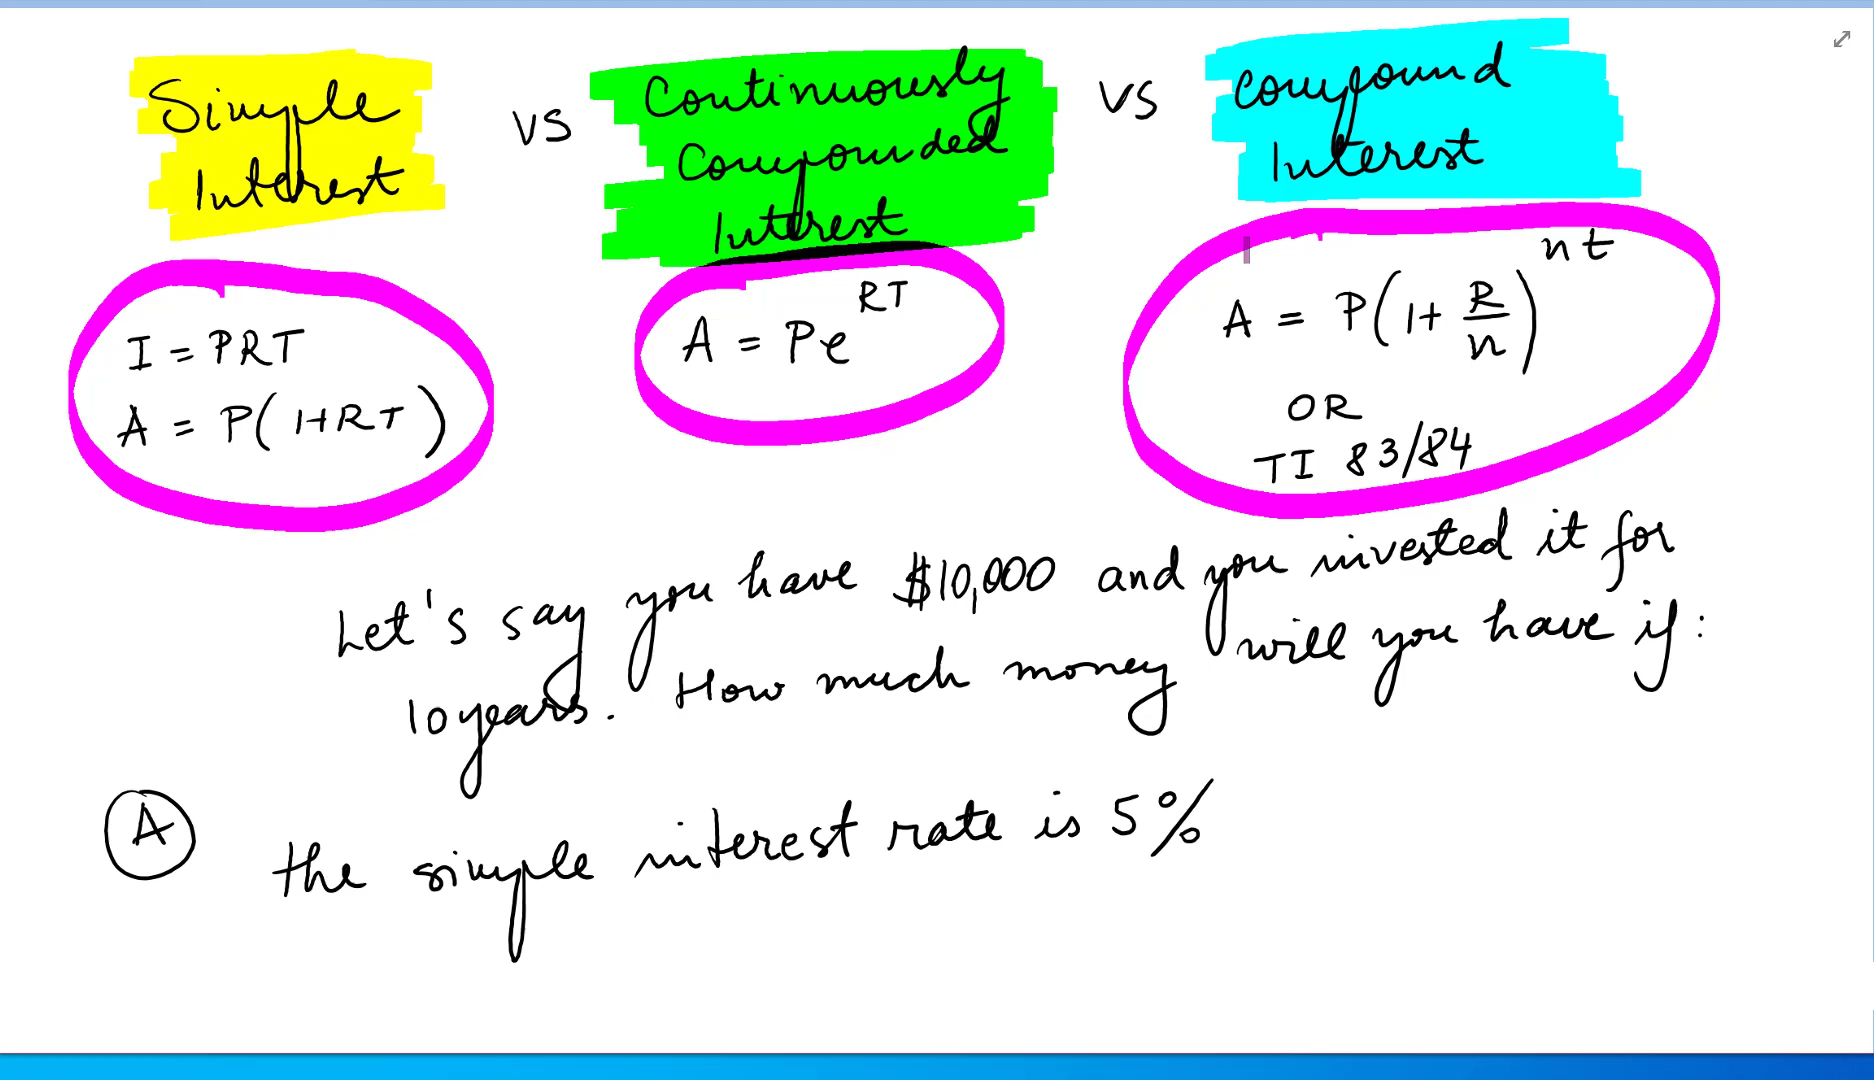 Simple
Interest
vs
Continuously
Compounded
Interest
vs
Compound
Interest
I = PRT
A = P(1+RT)
A = Pe^RT
A = P(1+ R/n)^nt
OR
TI 83/84
Let's say you have $10,000 and you invested it for
10 years. How much money will you have if:
A the simple interest rate is 5%